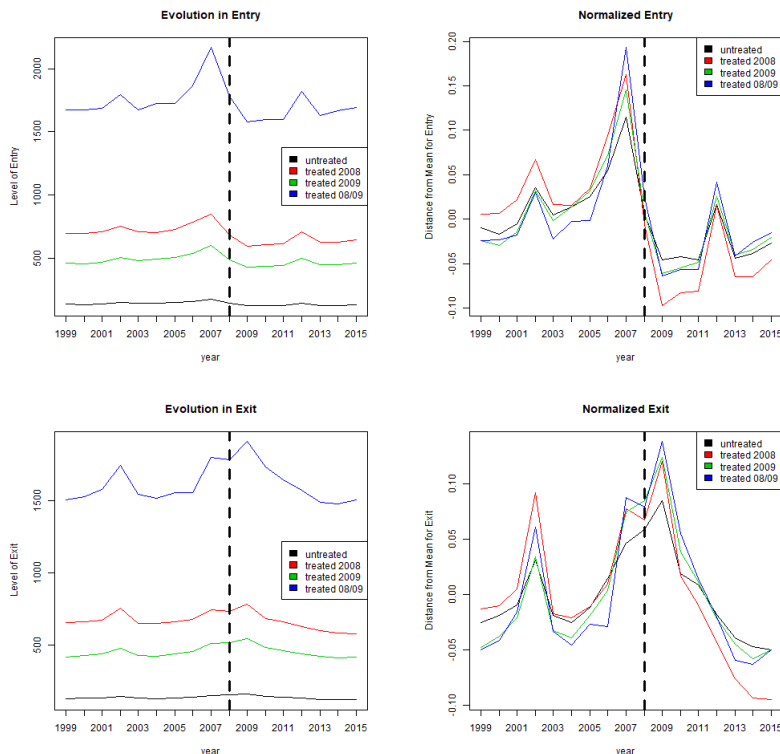 Evolution in Entry
Level of Entry
2000
1500
1000
500
untreated
treated 2008
treated 2009
treated 08/09
1999 2001 2003 2005 2007 2009 2011 2013 2015
year
Normalized Entry
Distance from Mean for Entry
0.20
0.15
0.10
0.05
0.00
-0.05
-0.10
untreated
treated 2008
treated 2009
treated 08/09
1999 2001 2003 2005 2007 2009 2011 2013 2015
year
Evolution in Exit
Level of Exit
1500
1000
500
untreated
treated 2008
treated 2009
treated 08/09
1999 2001 2003 2005 2007 2009 2011 2013 2015
year
Normalized Exit
Distance from Mean for Exit
0.10
0.05
0.00
-0.05
-0.10
untreated
treated 2008
treated 2009
treated 08/09
1999 2001 2003 2005 2007 2009 2011 2013 2015
year